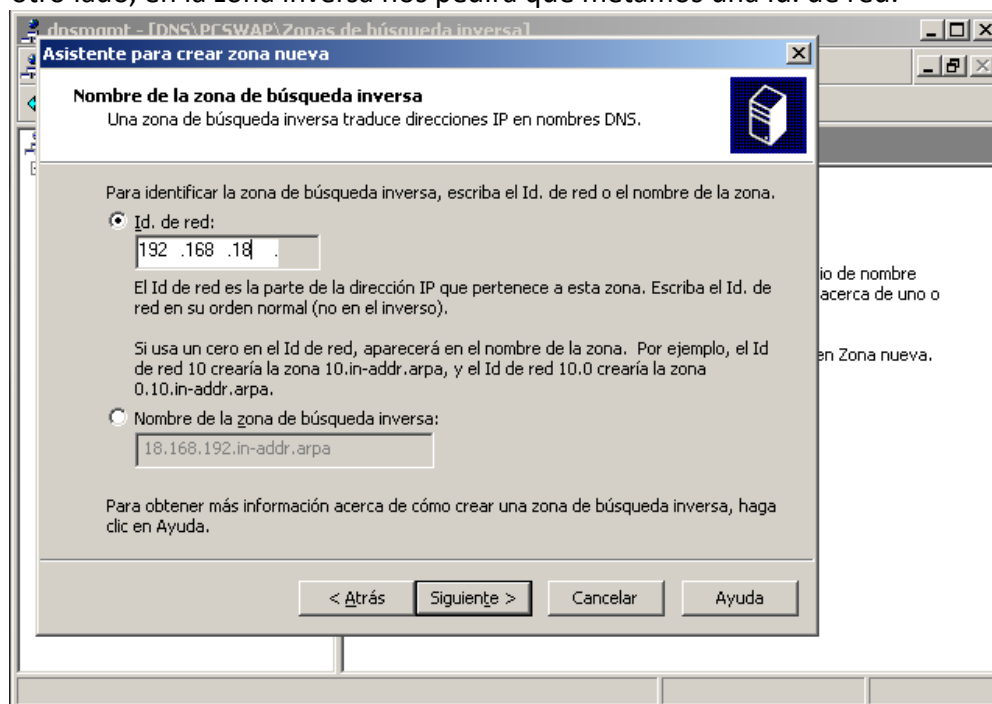 otro lado, en la zona inversa nos pedirá que metamos una id. de red.
dnsmgmt - [DNS\PCSWAP\Zonas de búsqueda inversa]
Asistente para crear zona nueva
Nombre de la zona de búsqueda inversa
Una zona de búsqueda inversa traduce direcciones IP en nombres DNS.
Para identificar la zona de búsqueda inversa, escriba el Id. de red o el nombre de la zona.
Id. de red:
192 .168 .18 .
El Id de red es la parte de la dirección IP que pertenece a esta zona. Escriba el Id. de
red en su orden normal (no en el inverso).
io de nombre
acerca de uno o
Si usa un cero en el Id de red, aparecerá en el nombre de la zona. Por ejemplo, el Id
de red 10 crearía la zona 10.in-addr.arpa, y el Id de red 10.0 crearía la zona
0.10.in-addr.arpa.
en Zona nueva.
Nombre de la zona de búsqueda inversa:
18.168.192.in-addr.arpa
Para obtener más información acerca de cómo crear una zona de búsqueda inversa, haga
clic en Ayuda.
< Atrás
Siguiente >
Cancelar
Ayuda